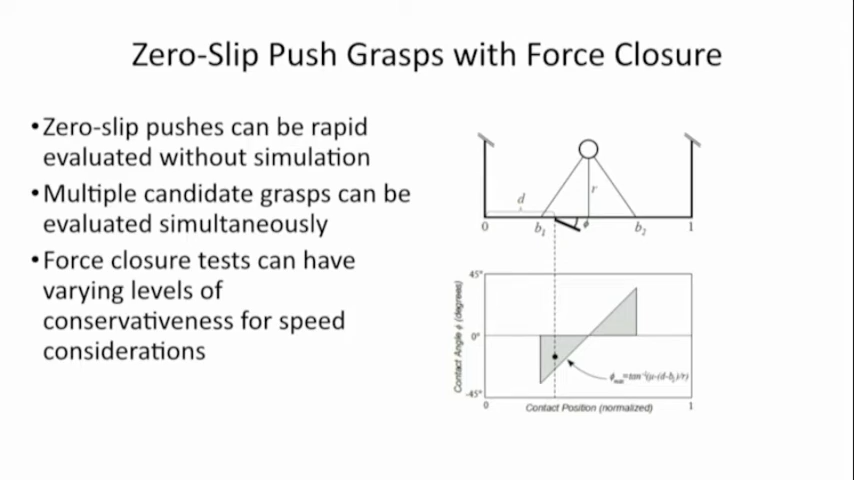 Zero-Slip Push Grasps with Force Closure
•Zero-slip pushes can be rapid
evaluated without simulation
•Multiple candidate grasps can be
evaluated simultaneously
•Force closure tests can have
varying levels of
conservativeness for speed
considerations
r
d
0 b₁ ϕ b₂ 1
Contact Angle ϕ (degrees)
45°
0°
-45°
0 1
Contact Position (normalized)